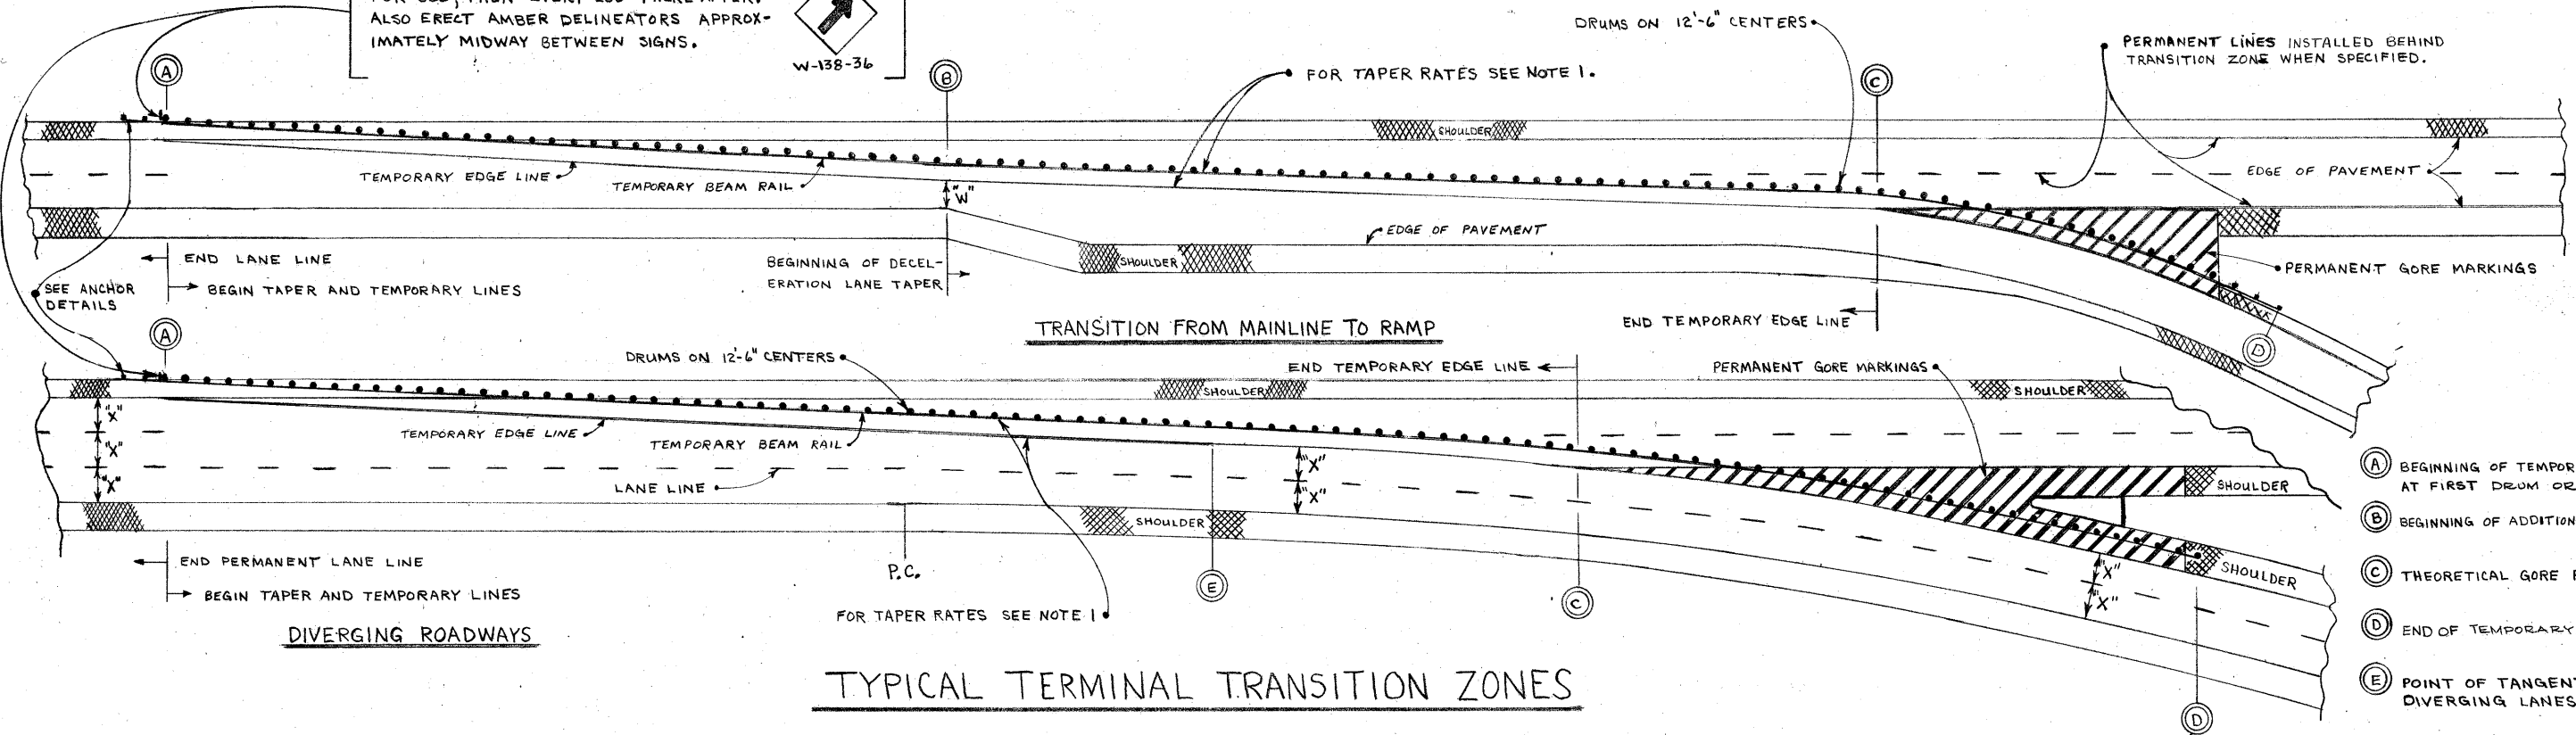 ALSO ERECT AMBER DELINEATORS APPROX-
IMATELY MIDWAY BETWEEN SIGNS.
W-138-36
A
B
FOR TAPER RATES SEE NOTE 1.
DRUMS ON 12'-6" CENTERS
C
PERMANENT LINES INSTALLED BEHIND
TRANSITION ZONE WHEN SPECIFIED.
SHOULDER
TEMPORARY EDGE LINE
TEMPORARY BEAM RAIL
"W"
EDGE OF PAVEMENT
EDGE OF PAVEMENT
SHOULDER
END LANE LINE
BEGIN TAPER AND TEMPORARY LINES
SEE ANCHOR
DETAILS
BEGINNING OF DECEL-
ERATION LANE TAPER
PERMANENT GORE MARKINGS
END TEMPORARY EDGE LINE
D
TRANSITION FROM MAINLINE TO RAMP
A
DRUMS ON 12'-6" CENTERS
END TEMPORARY EDGE LINE
PERMANENT GORE MARKINGS
SHOULDER
SHOULDER
"X"
"X"
"X"
TEMPORARY EDGE LINE
TEMPORARY BEAM RAIL
LANE LINE
"X"
"X"
SHOULDER
SHOULDER
SHOULDER
"X"
"X"
END PERMANENT LANE LINE
BEGIN TAPER AND TEMPORARY LINES
P.C.
E
C
D
FOR TAPER RATES SEE NOTE 1
DIVERGING ROADWAYS
TYPICAL TERMINAL TRANSITION ZONES
A BEGINNING OF TEMPOR
AT FIRST DRUM OR
B BEGINNING OF ADDITION
C THEORETICAL GORE
D END OF TEMPORARY
E POINT OF TANGEN
DIVERGING LANES